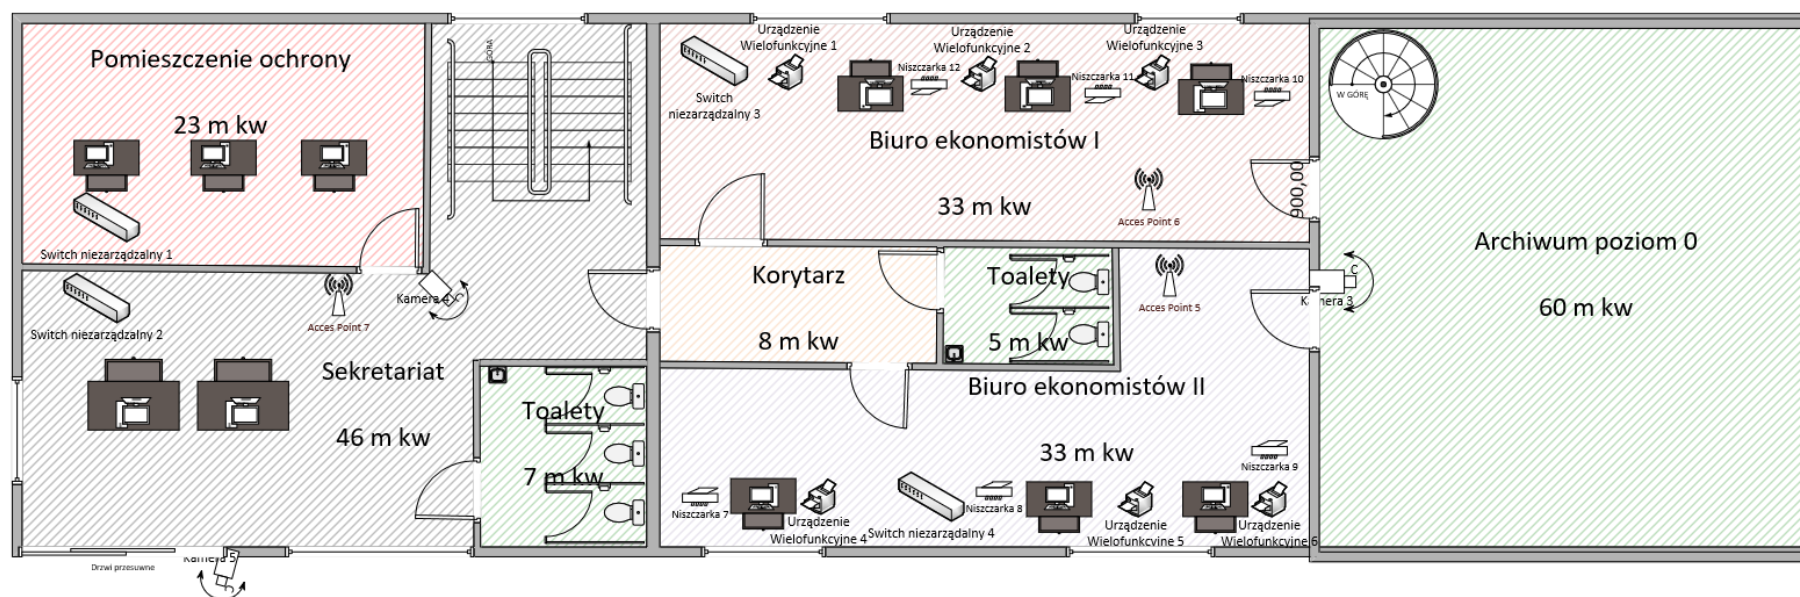 Pomieszczenie ochrony
23 m kw
Switch niezarządzalny 1
GÓRA
Switch niezarządzalny 2
Acces Point 7
Kamera 4
Sekretariat
46 m kw
Toalety
7 m kw
Drzwi przesuwne
Kamera 5
Switch
niezarządzalny 3
Urządzenie
Wielofunkcyjne 1
Niszczarka 12
Urządzenie
Wielofunkcyjne 2
Niszczarka 11
Urządzenie
Wielofunkcyjne 3
Niszczarka 10
Biuro ekonomistów I
33 m kw
Acces Point 6
900,00
Korytarz
8 m kw
Toalety
5 m kw
Acces Point 5
Biuro ekonomistów II
33 m kw
Niszczarka 7
Urządzenie
Wielofunkcyjne 4
Switch niezarządalny 4
Niszczarka 8
Urządzenie
Wielofunkcvine 5
Niszczarka 9
Urządzenie
Wielofunkcyjne 6
W GÓRĘ
Archiwum poziom 0
60 m kw